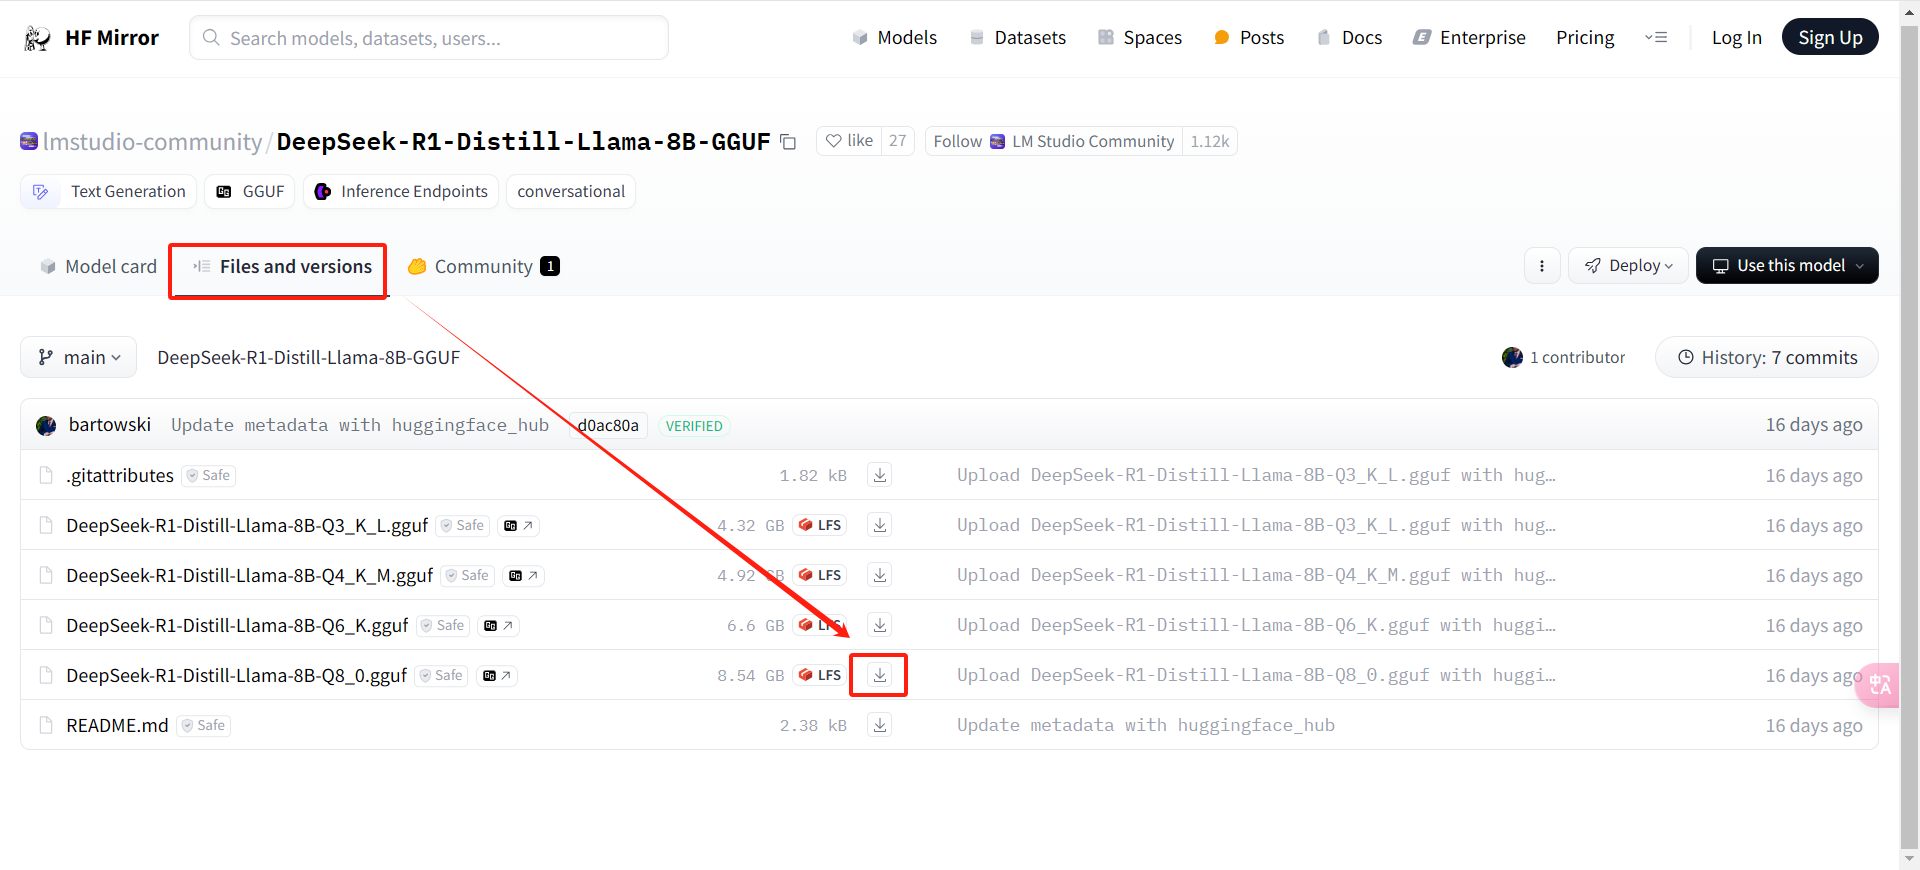 HF Mirror Search models, datasets, users... Models Datasets Spaces Posts Docs Enterprise Pricing Log In Sign Up
lmstudio-community/DeepSeek-R1-Distill-Llama-8B-GGUF like 27 Follow LM Studio Community 1.12k
Text Generation GGUF Inference Endpoints conversational
Model card Files and versions Community 1 Deploy Use this model
main DeepSeek-R1-Distill-Llama-8B-GGUF 1 contributor History: 7 commits
bartowski Update metadata with huggingface_hub d0ac80a VERIFIED 16 days ago
.gitattributes Safe 1.82 kB Upload DeepSeek-R1-Distill-Llama-8B-Q3_K_L.gguf with hug… 16 days ago
DeepSeek-R1-Distill-Llama-8B-Q3_K_L.gguf Safe 4.32 GB LFS Upload DeepSeek-R1-Distill-Llama-8B-Q3_K_L.gguf with hug… 16 days ago
DeepSeek-R1-Distill-Llama-8B-Q4_K_M.gguf Safe 4.92 GB LFS Upload DeepSeek-R1-Distill-Llama-8B-Q4_K_M.gguf with hug… 16 days ago
DeepSeek-R1-Distill-Llama-8B-Q6_K.gguf Safe 6.6 GB LFS Upload DeepSeek-R1-Distill-Llama-8B-Q6_K.gguf with huggi… 16 days ago
DeepSeek-R1-Distill-Llama-8B-Q8_0.gguf Safe 8.54 GB LFS Upload DeepSeek-R1-Distill-Llama-8B-Q8_0.gguf with huggi… 16 days ago
中A
README.md Safe 2.38 kB Update metadata with huggingface_hub 16 days ago